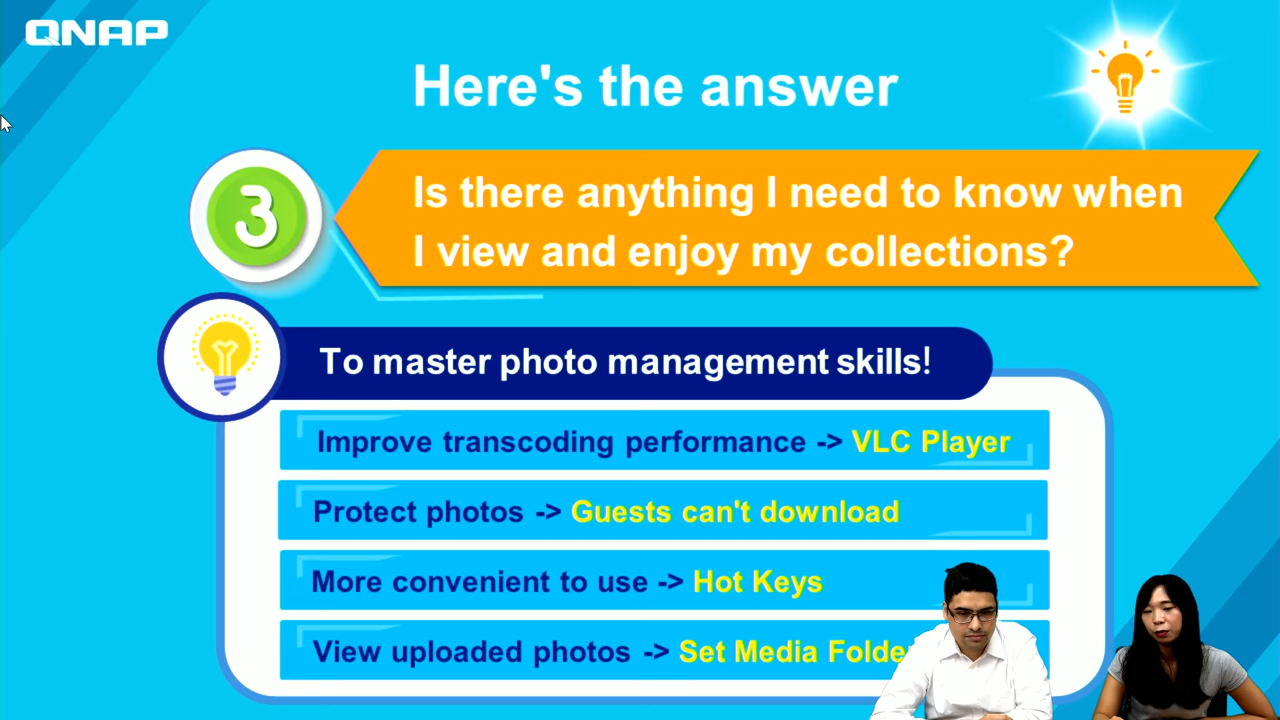 QNAP
Here's the answer
3
Is there anything I need to know when
I view and enjoy my collections?
To master photo management skills!
Improve transcoding performance -> VLC Player
Protect photos -> Guests can't download
More convenient to use -> Hot Keys
View uploaded photos -> Set Media